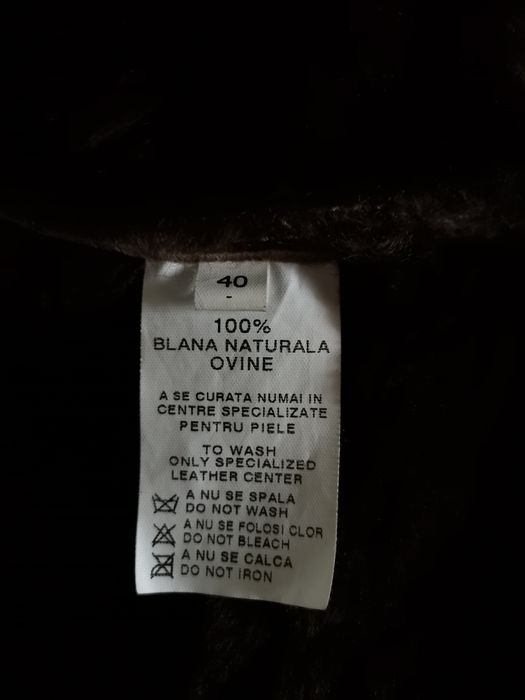 40
-
100%
BLANA NATURALA
OVINE
A SE CURATA NUMAI IN
CENTRE SPECIALIZATE
PENTRU PIELE
TO WASH
ONLY SPECIALIZED
LEATHER CENTER
A NU SE SPALA
DO NOT WASH
A NU SE FOLOSI CLOR
DO NOT BLEACH
A NU SE CALCA
DO NOT IRON